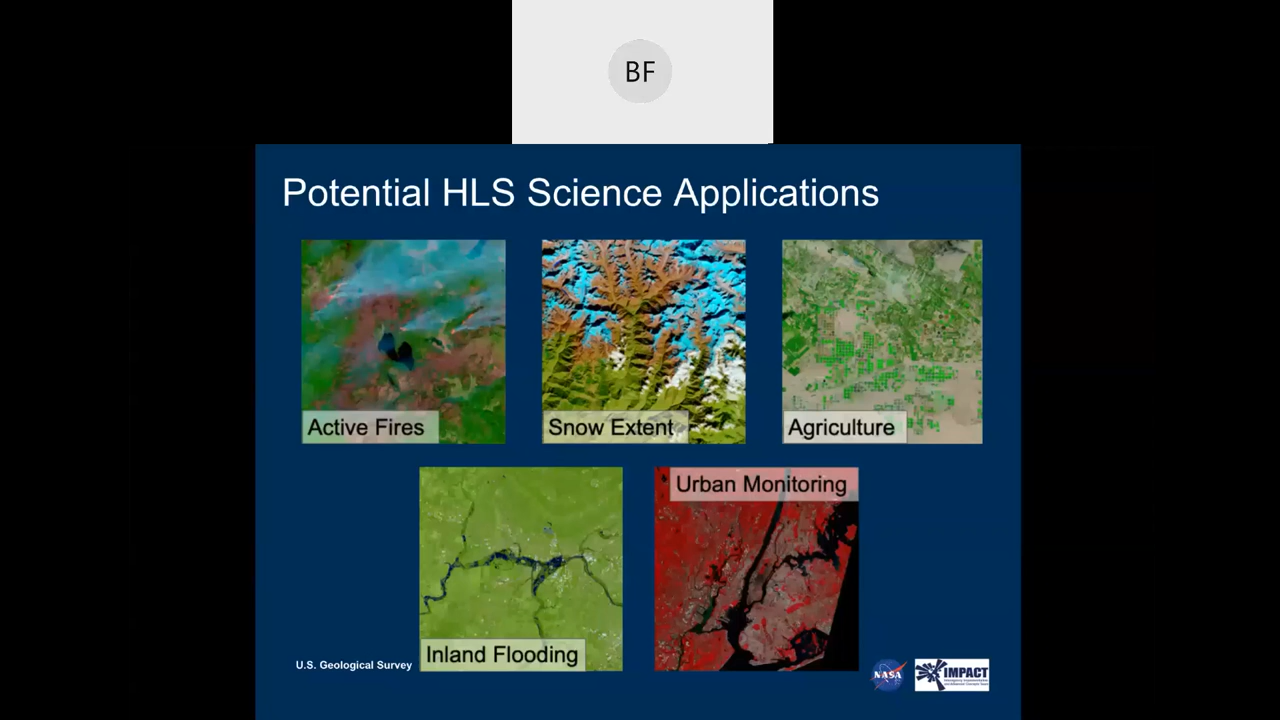 BF
Potential HLS Science Applications
Active Fires
Snow Extent
Agriculture
Urban Monitoring
Inland Flooding
U.S. Geological Survey
NASA
IMPACT